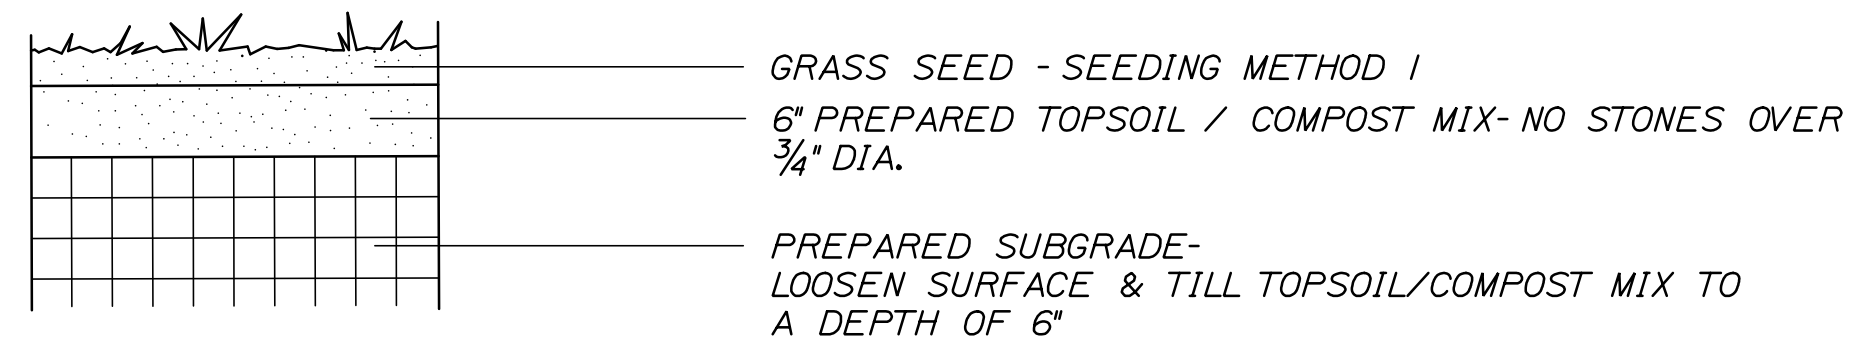 GRASS SEED - SEEDING METHOD 1
6" PREPARED TOPSOIL / COMPOST MIX- NO STONES OVER
3/4" DIA.
PREPARED SUBGRADE-
LOOSEN SURFACE & TILL TOPSOIL/COMPOST MIX TO
A DEPTH OF 6"